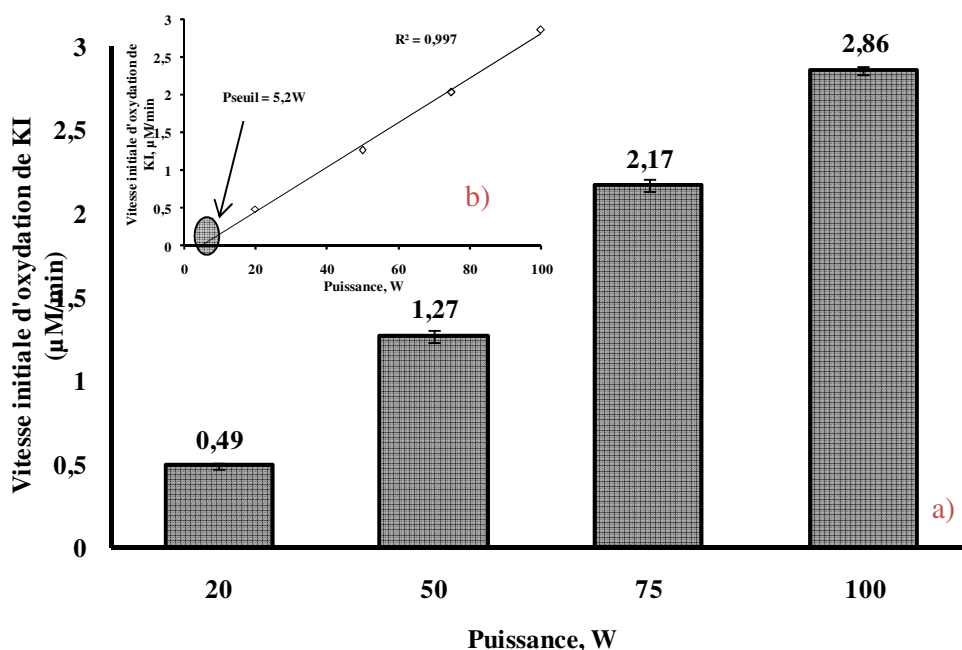 Vitesse initiale d'oxydation de KI
(µM/min)
3
2,5
2
1,5
1
0,5
0
0,49
1,27
2,17
2,86
20
50
75
100
Puissance, W
a)
Vitesse initiale d'oxydation de
KI, µM/min
3
2,5
2
1,5
1
0,5
0
R² = 0,997
Pseuil = 5,2W
b)
0
20
40
60
80
100
Puissance, W